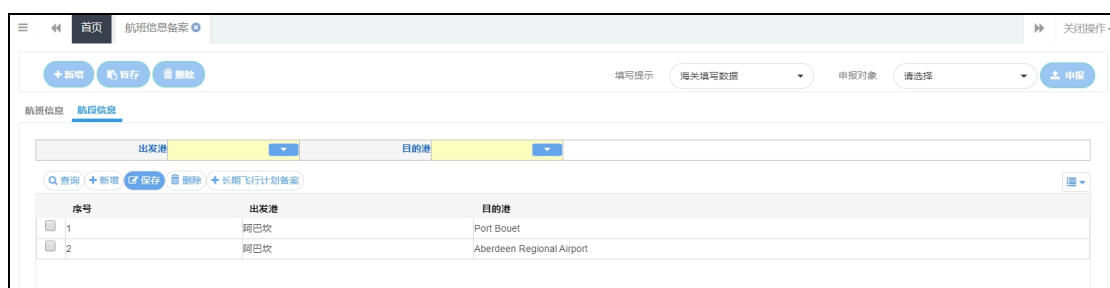 首页 航班信息备案 关闭操作
新增 暂存 删除 填写提示 海关填写数据 申报对象 请选择 申报
航班信息 航段信息
出发港 目的港
查询 新增 保存 删除 长期飞行计划备案
序号 出发港 目的港
1 阿巴坎 Port Bouet
2 阿巴坎 Aberdeen Regional Airport